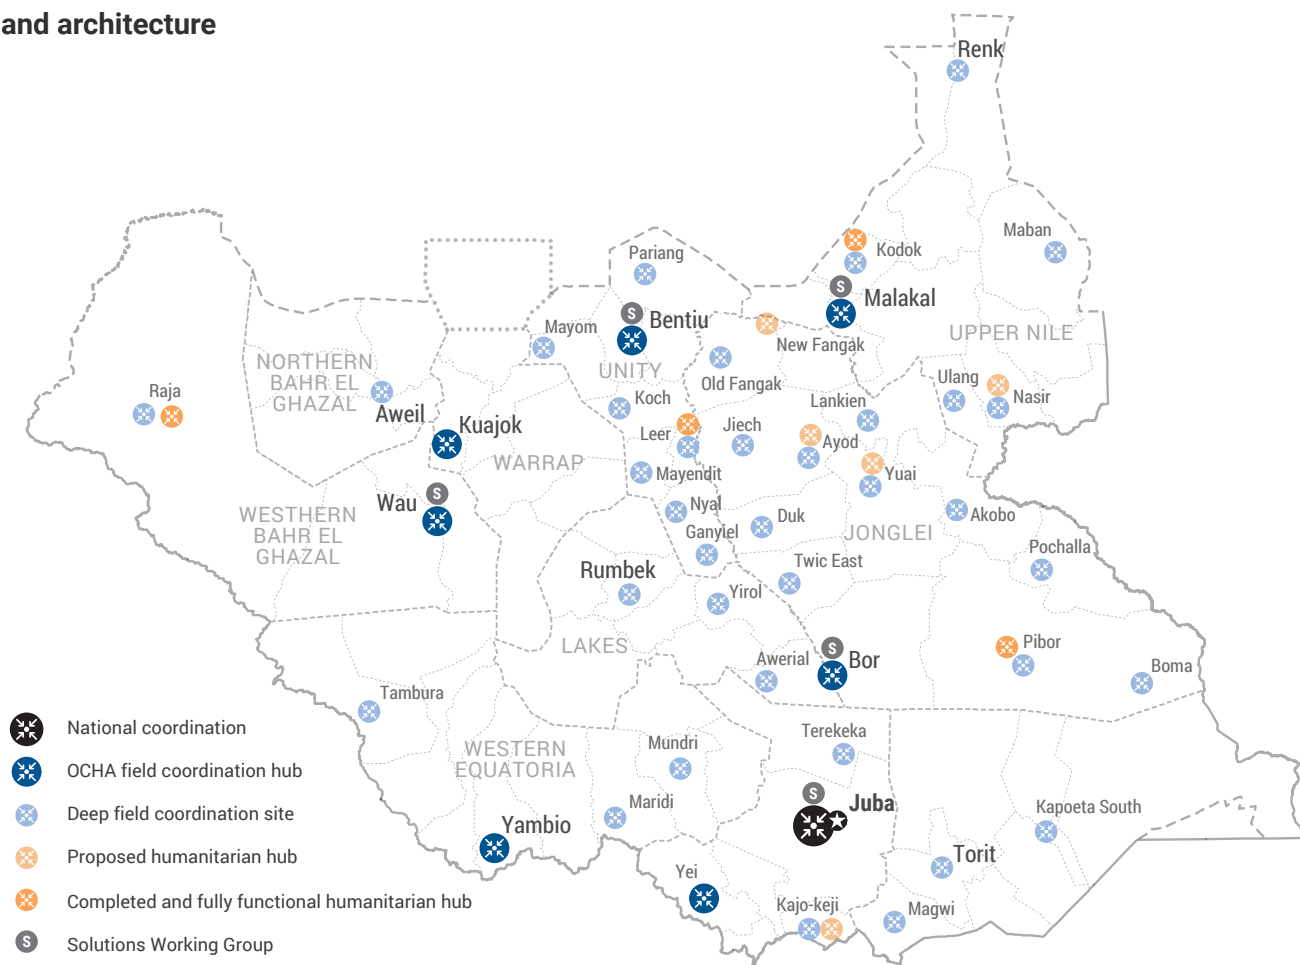 and architecture
Renk
Maban
Kodok
Pariang
S
Malakal
S
Bentiu
Mayom
New Fangak
UPPER NILE
NORTHERN
BAHR EL
GHAZAL
UNITY
Old Fangak
Ulang
Nasir
Raja
Aweil
Koch
Lankien
Kuajok
Leer
Jiech
Ayod
WARRAP
Mayendit
Yuai
S
Wau
Nyal
Duk
Akobo
WESTHERN
BAHR EL
GHAZAL
Ganyiel
JONGLEI
Pochalla
Rumbek
Twic East
Yirol
LAKES
S
Bor
Pibor
Awerial
Boma
Tambura
Terekeka
Mundri
WESTERN
EQUATORIA
S
Juba
Maridi
Kapoeta South
Yambio
Torit
Yei
Kajo-keji
Magwi
National coordination
OCHA field coordination hub
Deep field coordination site
Proposed humanitarian hub
Completed and fully functional humanitarian hub
S
Solutions Working Group